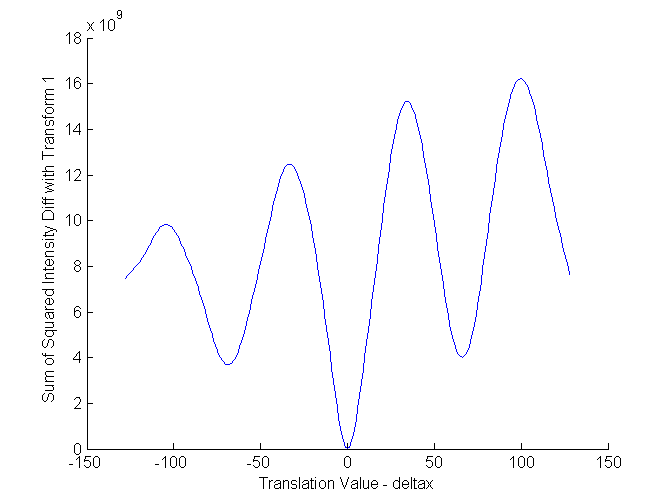 x 10^9
18
16
14
12
10
8
6
4
2
0
-150 -100 -50 0 50 100 150
Translation Value - deltax
Sum of Squared Intensity Diff with Transform 1